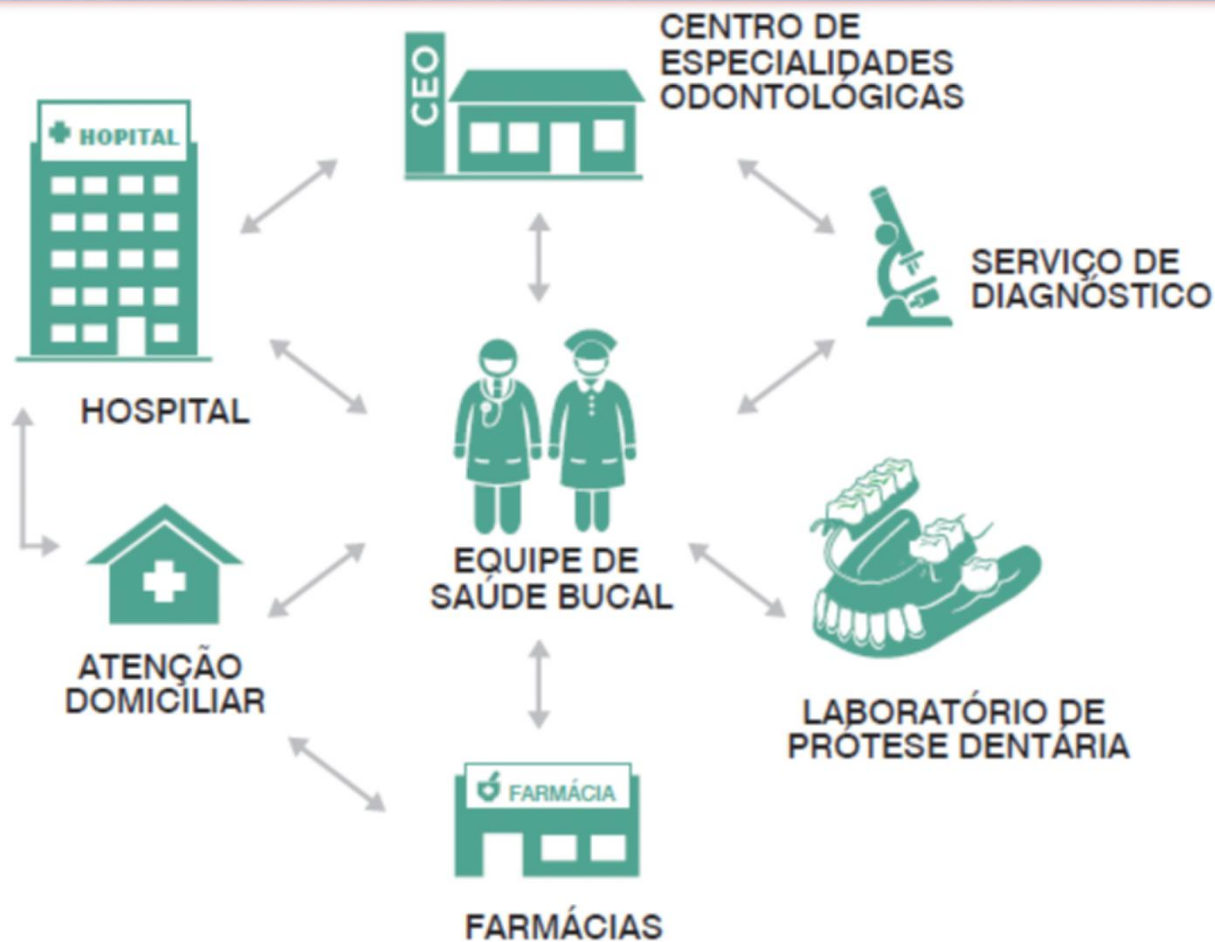 CENTRO DE
ESPECIALIDADES
ODONTOLÓGICAS
CEO
HOPITAL
SERVIÇO DE
DIAGNÓSTICO
HOSPITAL
EQUIPE DE
SAÚDE BUCAL
ATENÇÃO
DOMICILIAR
LABORATÓRIO DE
PRÓTESE DENTÁRIA
FARMÁCIA
FARMÁCIAS